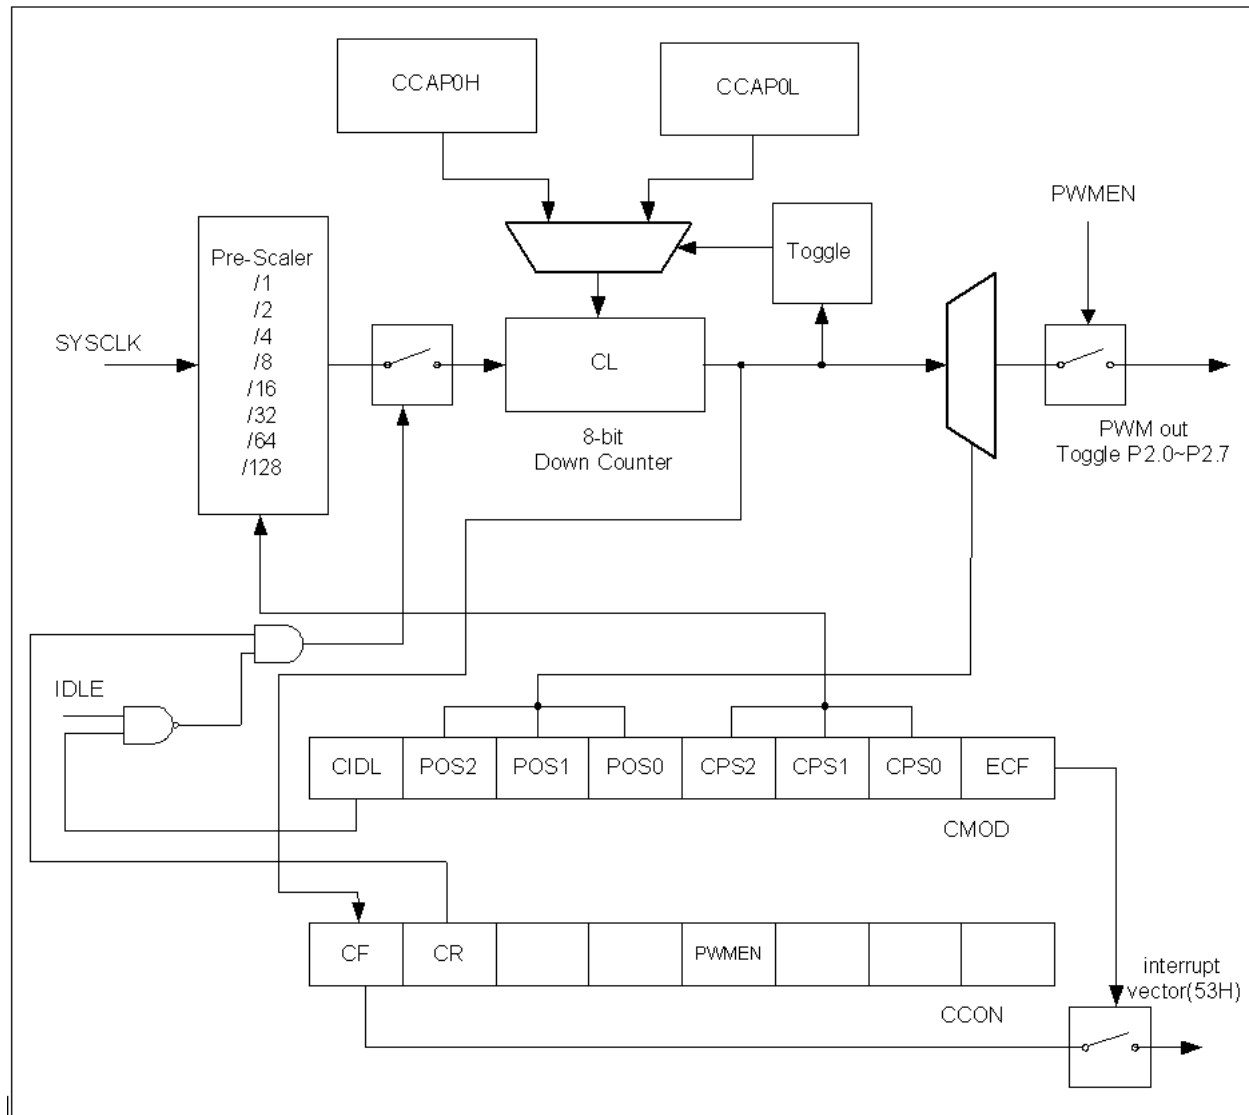 CCAP0H
CCAP0L
PWMEN
Pre-Scaler
/1
/2
/4
/8
/16
/32
/64
/128
Toggle
SYSCLK
CL
8-bit
Down Counter
PWM out
Toggle P2.0~P2.7
IDLE
CIDL POS2 POS1 POS0 CPS2 CPS1 CPS0 ECF
CMOD
CF CR PWMEN
interrupt
vector(53H)
CCON